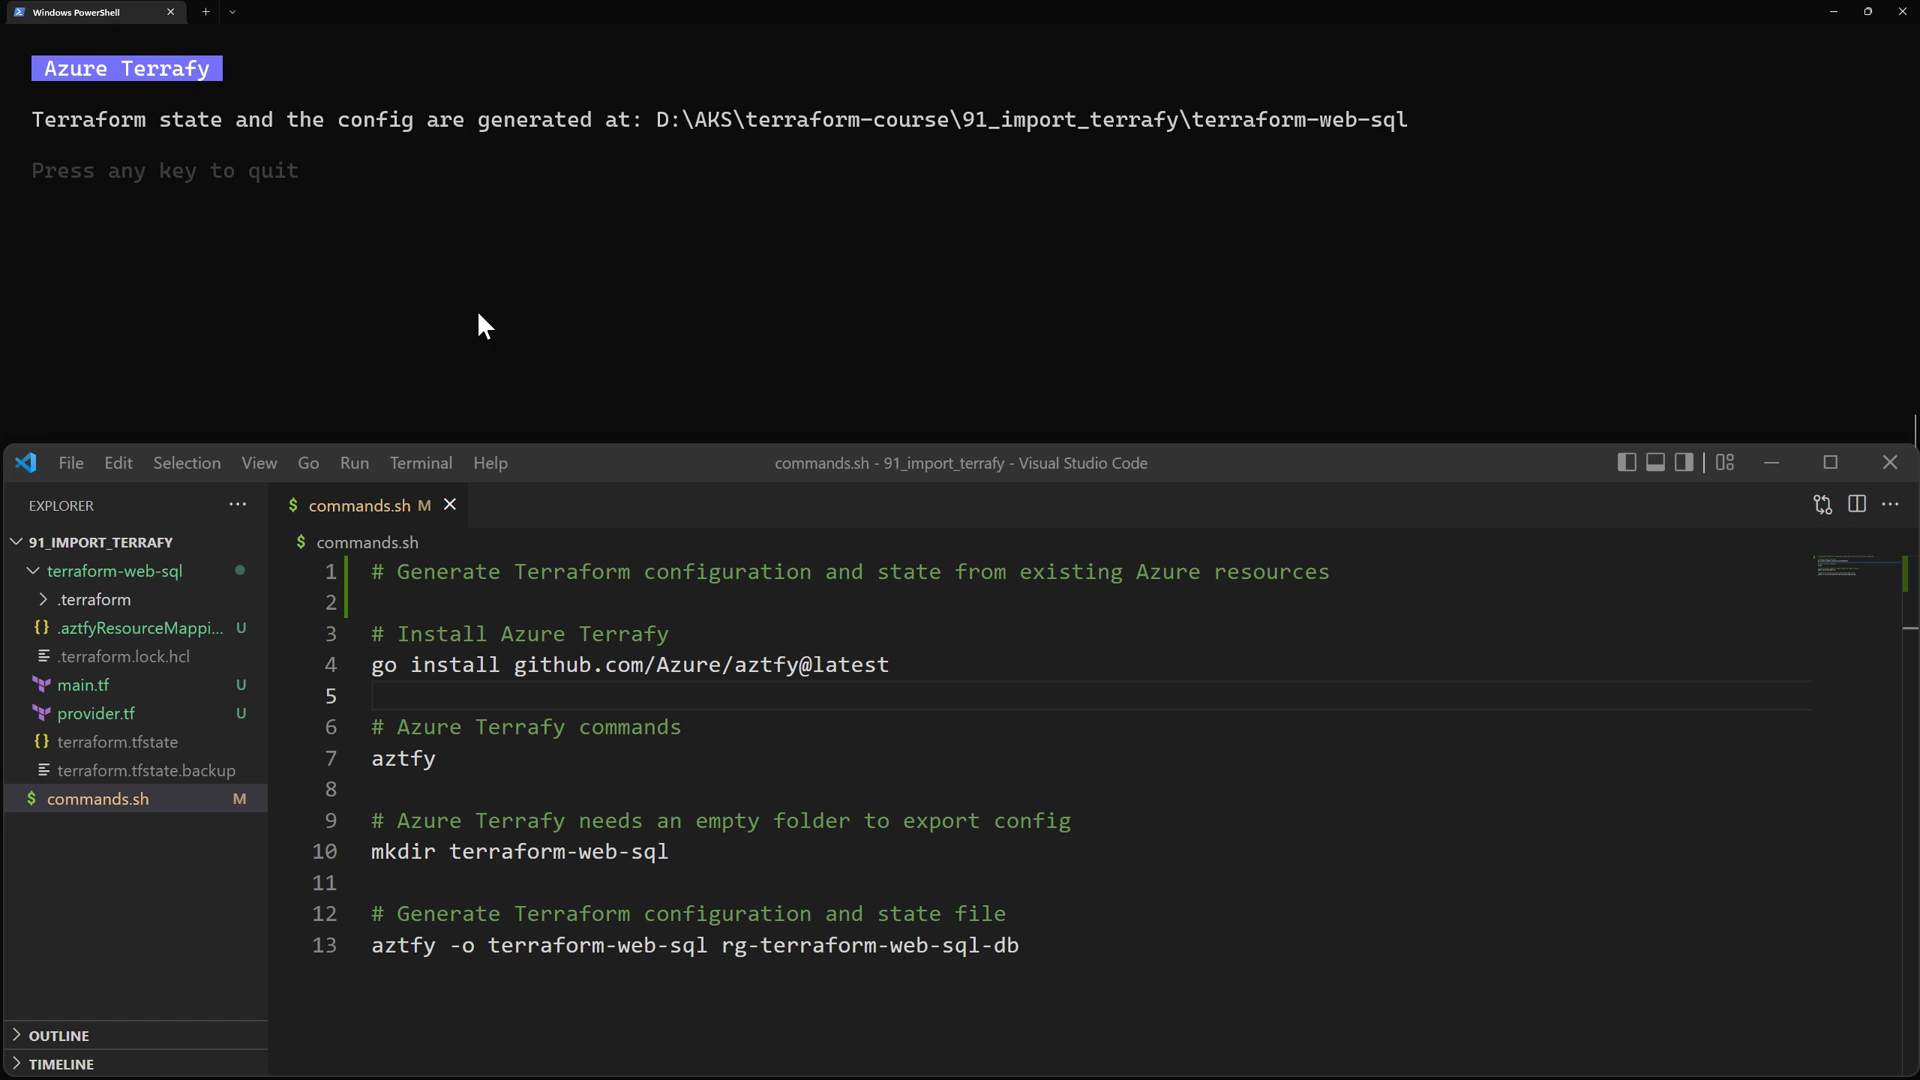 Windows PowerShell
Azure Terrafy
Terraform state and the config are generated at: D:\AKS\terraform-course\91_import_terrafy\terraform-web-sql
Press any key to quit
File Edit Selection View Go Run Terminal Help
commands.sh - 91_import_terrafy - Visual Studio Code
EXPLORER
91_IMPORT_TERRAFY
terraform-web-sql
.terraform
.aztfyResourceMappi... U
.terraform.lock.hcl
main.tf U
provider.tf U
terraform.tfstate
terraform.tfstate.backup
$ commands.sh M
OUTLINE
TIMELINE
$ commands.sh M
$ commands.sh
1 # Generate Terraform configuration and state from existing Azure resources
2
3 # Install Azure Terrafy
4 go install github.com/Azure/aztfy@latest
5
6 # Azure Terrafy commands
7 aztfy
8
9 # Azure Terrafy needs an empty folder to export config
10 mkdir terraform-web-sql
11
12 # Generate Terraform configuration and state file
13 aztfy -o terraform-web-sql rg-terraform-web-sql-db